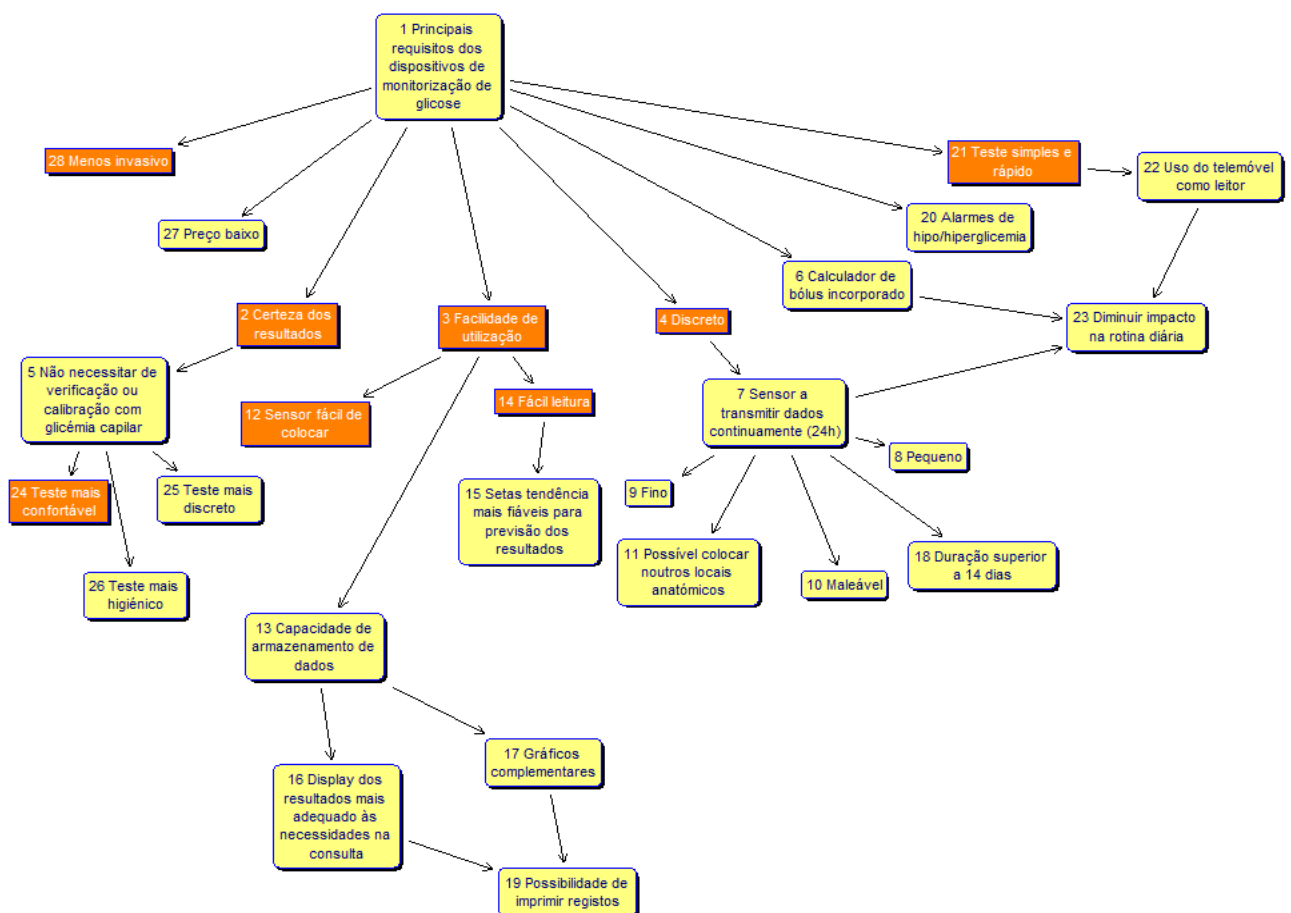 1 Principais
requisitos dos
dispositivos de
monitorização de
glicose
28 Menos invasivo
21 Teste simples e
rápido
22 Uso do telemóvel
como leitor
27 Preço baixo
20 Alarmes de
hipo/hiperglicemia
6 Calculador de
bólus incorporado
2 Certeza dos
resultados
3 Facilidade de
utilização
4 Discreto
23 Diminuir impacto
na rotina diária
5 Não necessitar de
verificação ou
calibração com
glicémia capilar
12 Sensor fácil de
colocar
14 Fácil leitura
7 Sensor a
transmitir dados
continuamente (24h)
8 Pequeno
24 Teste mais
confortável
25 Teste mais
discreto
15 Setas tendência
mais fiáveis para
previsão dos
resultados
9 Fino
11 Possível colocar
noutros locais
anatómicos
10 Maleável
18 Duração superior
a 14 dias
26 Teste mais
higiénico
13 Capacidade de
armazenamento de
dados
17 Gráficos
complementares
16 Display dos
resultados mais
adequado às
necessidades na
consulta
19 Possibilidade de
imprimir registos